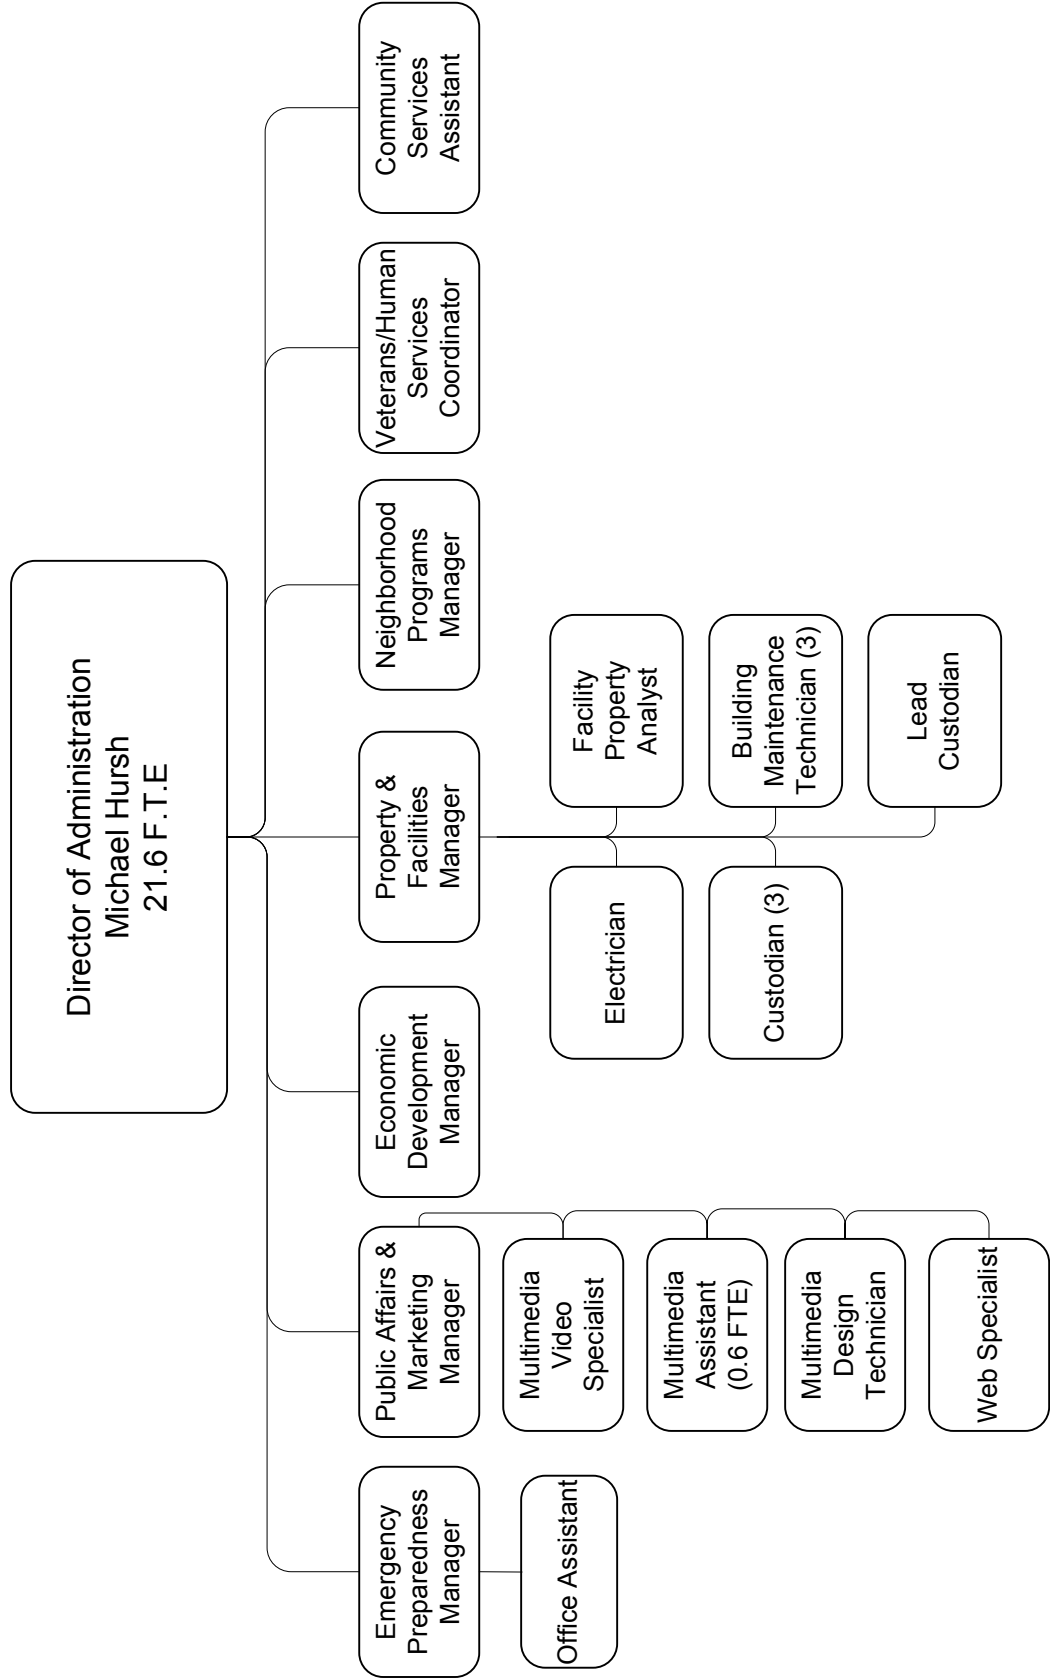 Director of Administration
Michael Hursh
21.6 F.T.E
Emergency
Preparedness
Manager
Public Affairs &
Marketing
Manager
Economic
Development
Manager
Property &
Facilities
Manager
Neighborhood
Programs
Manager
Veterans/Human
Services
Coordinator
Community
Services
Assistant
Office Assistant
Multimedia
Video
Specialist
Multimedia
Assistant
(0.6 FTE)
Multimedia
Design
Technician
Web Specialist
Electrician
Facility
Property
Analyst
Custodian (3)
Building
Maintenance
Technician (3)
Lead
Custodian